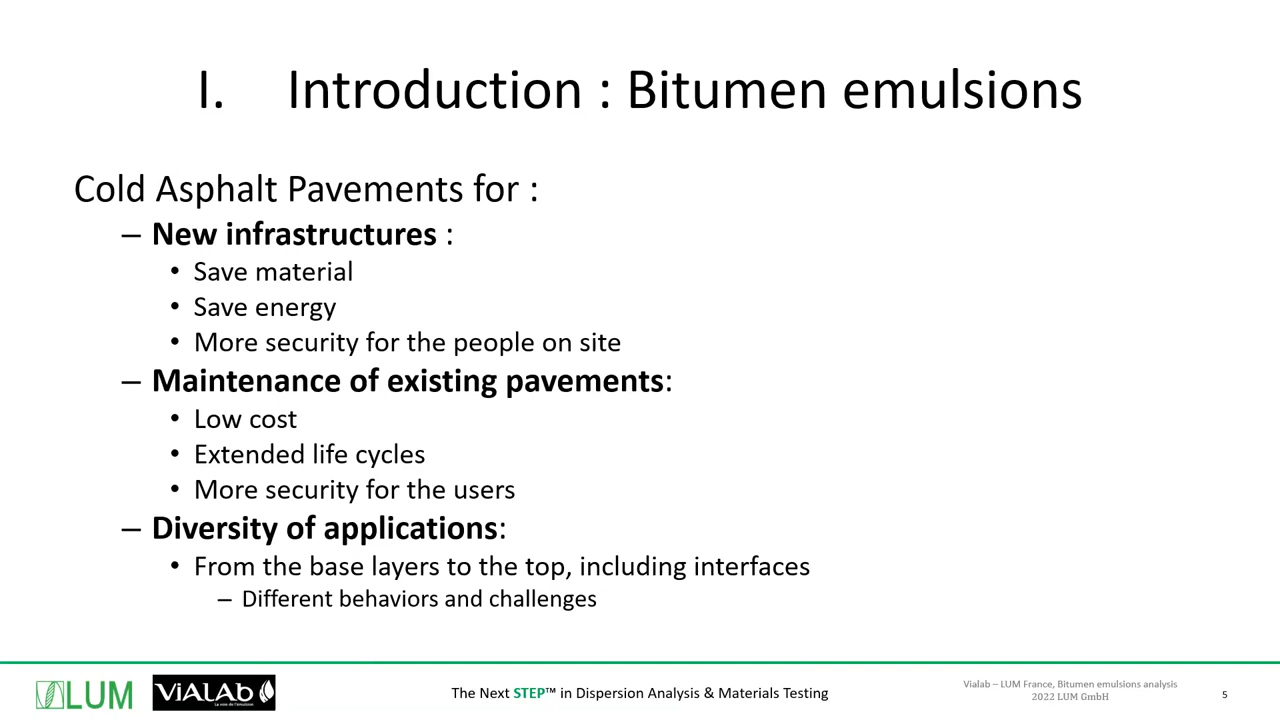 I. Introduction : Bitumen emulsions
Cold Asphalt Pavements for :
– New infrastructures :
• Save material
• Save energy
• More security for the people on site
– Maintenance of existing pavements:
• Low cost
• Extended life cycles
• More security for the users
– Diversity of applications:
• From the base layers to the top, including interfaces
– Different behaviors and challenges
LUM
ViALAb
La voie de l'émulsion
The Next STEP™ in Dispersion Analysis & Materials Testing
Vialab – LUM France, Bitumen emulsions analysis
2022 LUM GmbH
5